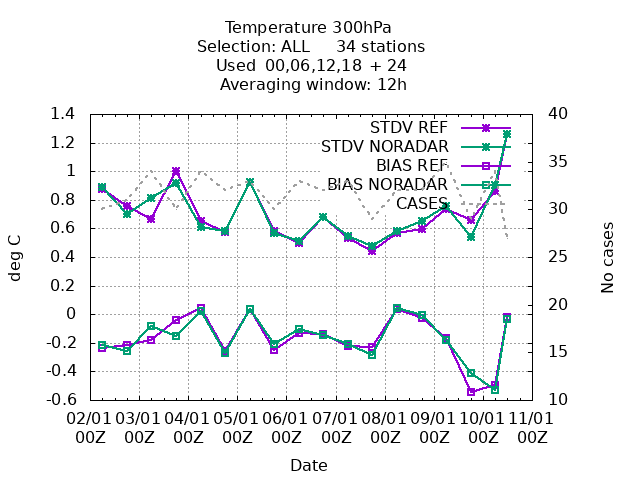 Temperature 300hPa
Selection: ALL 34 stations
Used 00,06,12,18 + 24
Averaging window: 12h
STDV REF
STDV NORADAR
BIAS REF
BIAS NORADAR
CASES
1.4
1.2
1
0.8
0.6
0.4
0.2
0
-0.2
-0.4
-0.6
deg C
40
35
30
25
20
15
10
No cases
02/01 03/01 04/01 05/01 06/01 07/01 08/01 09/01 10/01 11/01
00Z 00Z 00Z 00Z 00Z 00Z 00Z 00Z 00Z 00Z
Date